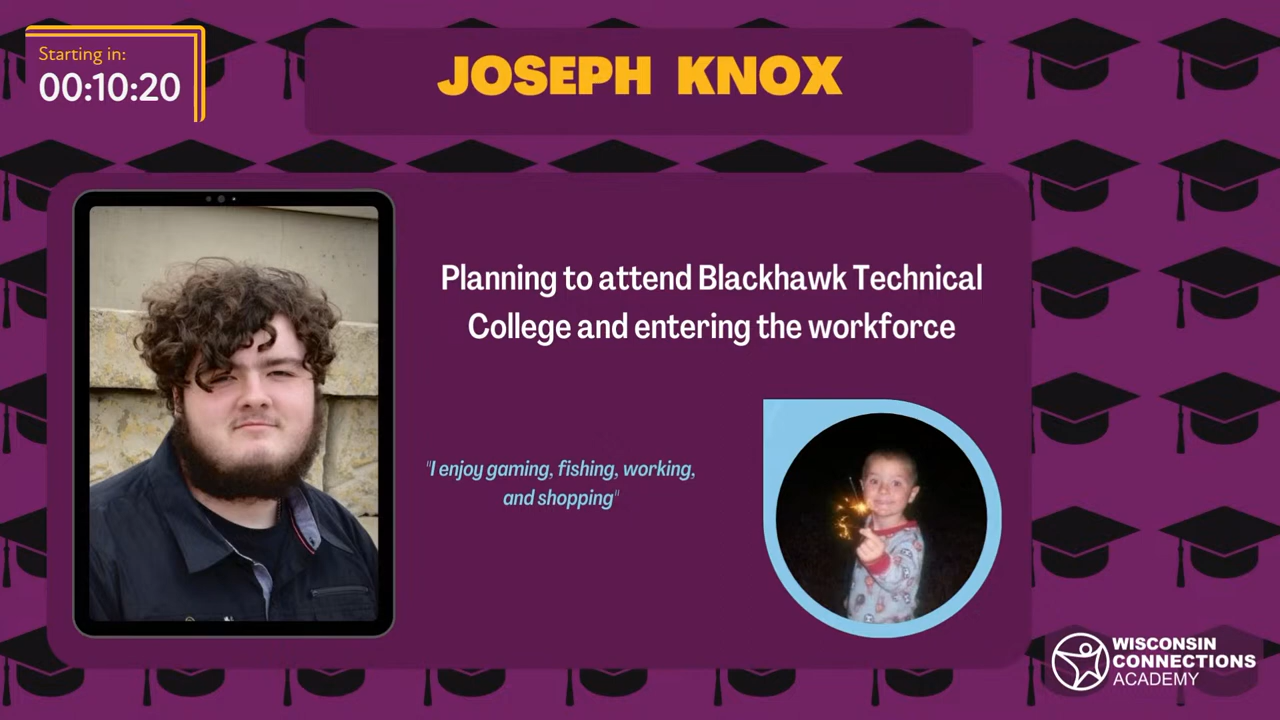 Starting in:
00:10:20
JOSEPH KNOX
Planning to attend Blackhawk Technical
College and entering the workforce
"I enjoy gaming, fishing, working,
and shopping"
WISCONSIN
CONNECTIONS
ACADEMY